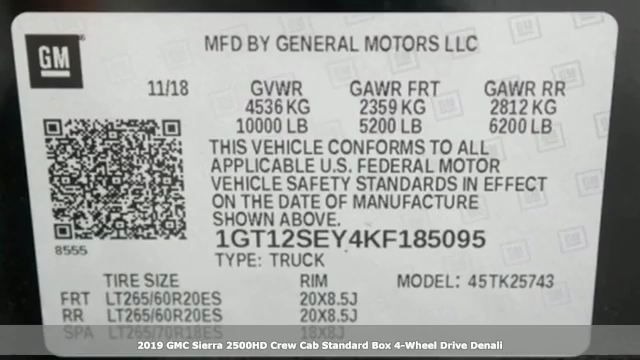 GM
MFD BY GENERAL MOTORS LLC
11/18 GVWR GAWR FRT GAWR RR
4536 KG 2359 KG 2812 KG
10000 LB 5200 LB 6200 LB
THIS VEHICLE CONFORMS TO ALL
APPLICABLE U.S. FEDERAL MOTOR
VEHICLE SAFETY STANDARDS IN EFFECT
ON THE DATE OF MANUFACTURE
SHOWN ABOVE.
8555
1GT12SEY4KF185095
TYPE: TRUCK
TIRE SIZE RIM MODEL: 45TK25743
FRT LT265/60R20ES 20X8.5J
RR LT265/60R20ES 20X8.5J
SPA LT265/70R18ES 18X8J
2019 GMC Sierra 2500HD Crew Cab Standard Box 4-Wheel Drive Denali